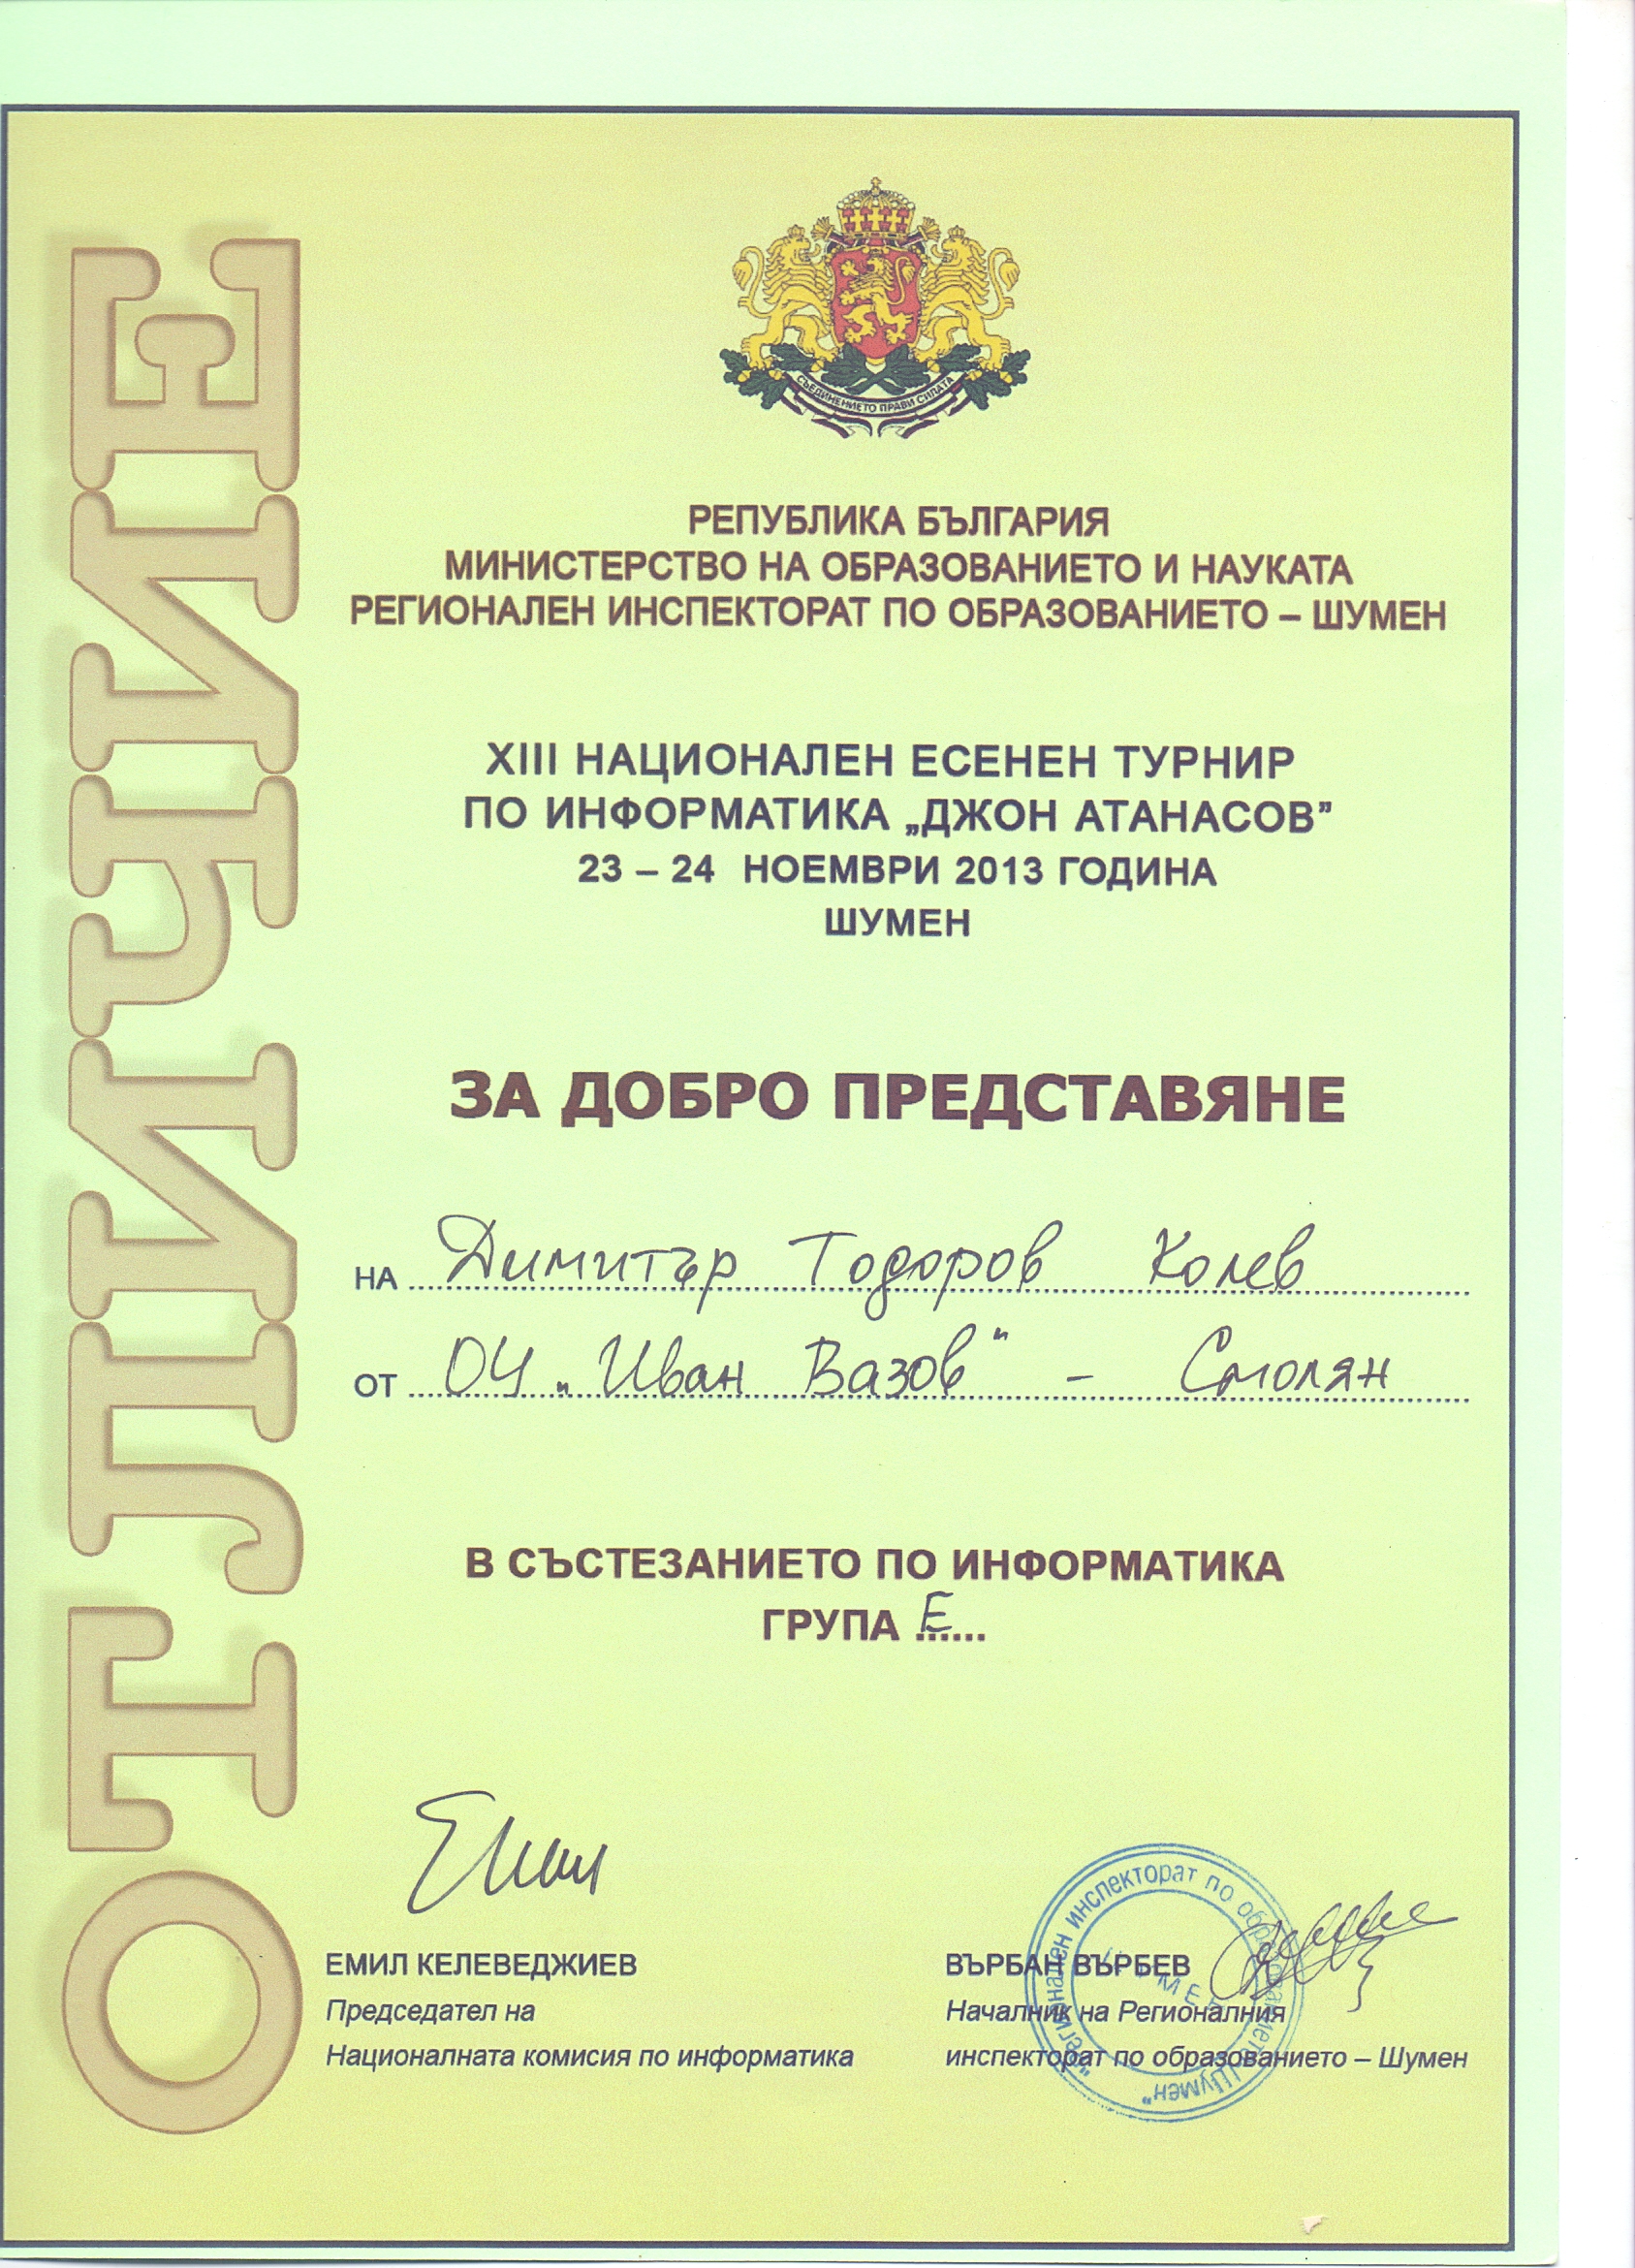 ОТЛИЧИЕ
СЪЕДИНЕНИЕТО ПРАВИ СИЛАТА
РЕПУБЛИКА БЪЛГАРИЯ
МИНИСТЕРСТВО НА ОБРАЗОВАНИЕТО И НАУКАТА
РЕГИОНАЛЕН ИНСПЕКТОРАТ ПО ОБРАЗОВАНИЕТО – ШУМЕН
XIII НАЦИОНАЛЕН ЕСЕНЕН ТУРНИР
ПО ИНФОРМАТИКА „ДЖОН АТАНАСОВ”
23 – 24 НОЕМВРИ 2013 ГОДИНА
ШУМЕН
ЗА ДОБРО ПРЕДСТАВЯНЕ
НА Димитър Тодоров Колев
ОТ ОУ „Иван Вазов" - Смолян
В СЪСТЕЗАНИЕТО ПО ИНФОРМАТИКА
ГРУПА Е......
ЕМИЛ КЕЛЕВЕДЖИЕВ
Председател на
Националната комисия по информатика
ВЪРБАН ВЪРБЕВ
Началник на Регионалния
инспекторат по образованието – Шумен
"Регионален инспекторат по образованието Шумен"
ШУМЕН